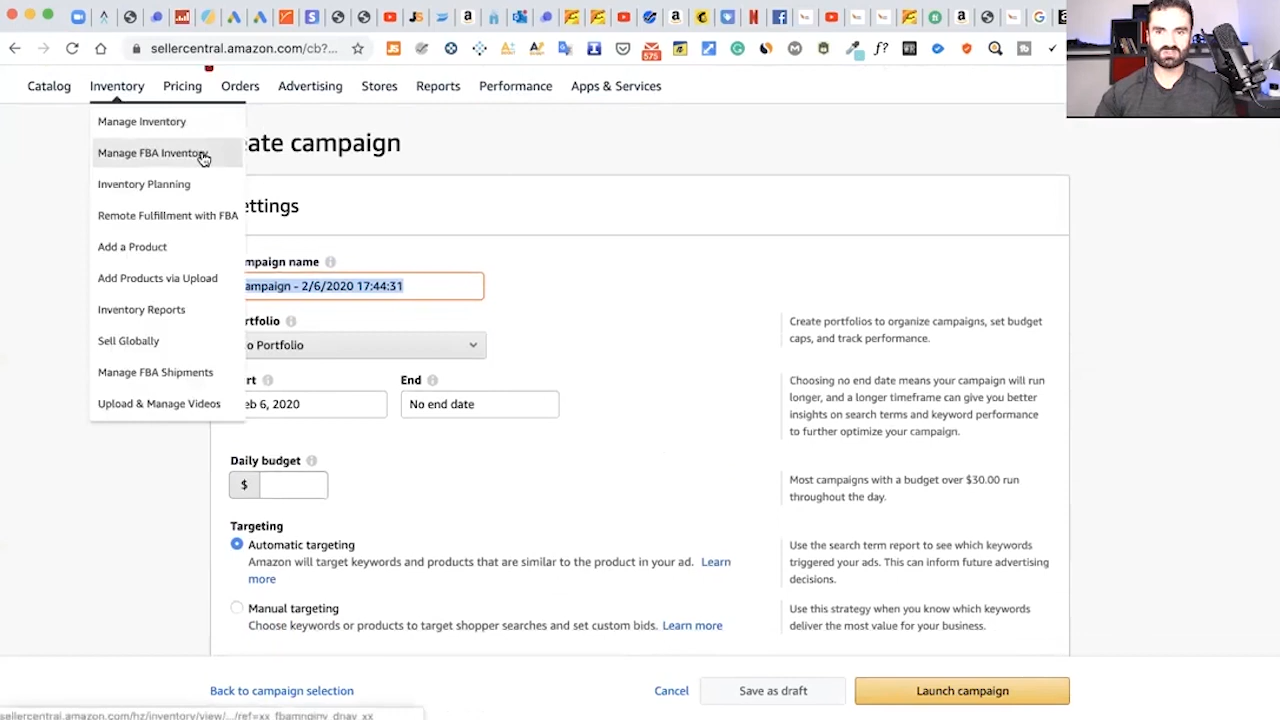 sellercentral.amazon.com/cb?...
575
Catalog Inventory Pricing Orders Advertising Stores Reports Performance Apps & Services
Manage Inventory
Manage FBA Inventory
Inventory Planning
Remote Fulfillment with FBA
Add a Product
Add Products via Upload
Inventory Reports
Sell Globally
Manage FBA Shipments
Upload & Manage Videos
eate campaign
ettings
mpaign name
ampaign - 2/6/2020 17:44:31
rtfolio
o Portfolio
Create portfolios to organize campaigns, set budget
caps, and track performance.
rt End
eb 6, 2020 No end date
Choosing no end date means your campaign will run
longer, and a longer timeframe can give you better
insights on search terms and keyword performance
to further optimize your campaign.
Daily budget
$
Most campaigns with a budget over $30.00 run
throughout the day.
Targeting
Automatic targeting
Amazon will target keywords and products that are similar to the product in your ad. Learn
more
Use the search term report to see which keywords
triggered your ads. This can inform future advertising
decisions.
Manual targeting
Choose keywords or products to target shopper searches and set custom bids. Learn more
Use this strategy when you know which keywords
deliver the most value for your business.
Back to campaign selection Cancel Save as draft Launch campaign